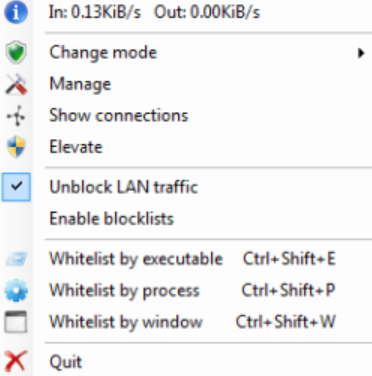 In: 0.13KiB/s Out: 0.00KiB/s
Change mode
Manage
Show connections
Elevate
Unblock LAN traffic
Enable blocklists
Whitelist by executable Ctrl+Shift+E
Whitelist by process Ctrl+Shift+P
Whitelist by window Ctrl+Shift+W
Quit